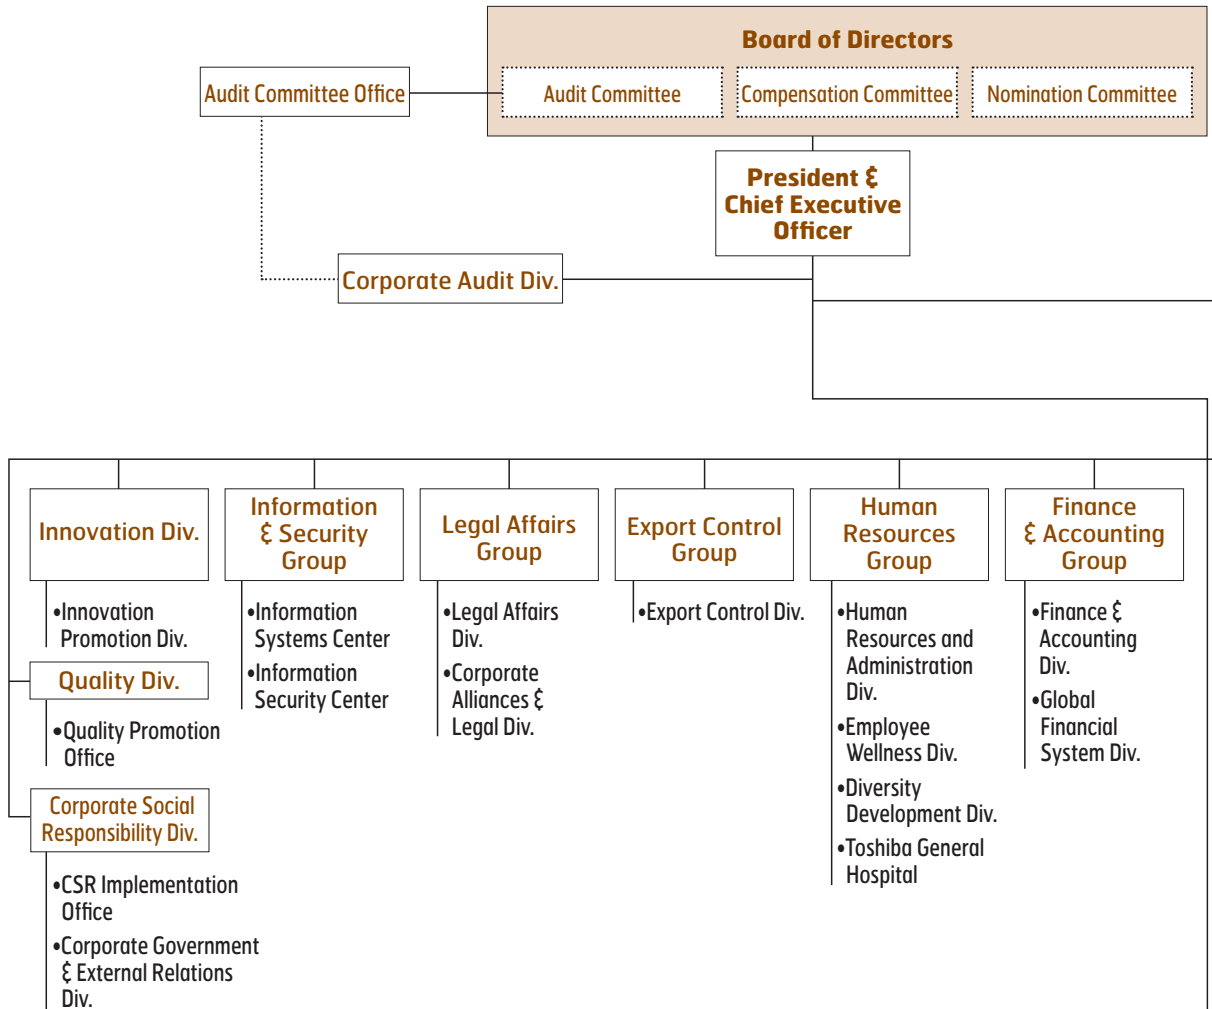 Board of Directors
Audit Committee Office
Audit Committee
Compensation Committee
Nomination Committee
President &
Chief Executive
Officer
Corporate Audit Div.
Innovation Div.
•Innovation
Promotion Div.
Quality Div.
•Quality Promotion
Office
Corporate Social
Responsibility Div.
•CSR Implementation
Office
•Corporate Government
& External Relations
Div.
Information
& Security
Group
•Information
Systems Center
•Information
Security Center
Legal Affairs
Group
•Legal Affairs
Div.
•Corporate
Alliances &
Legal Div.
Export Control
Group
•Export Control Div.
Human
Resources
Group
•Human
Resources and
Administration
Div.
•Employee
Wellness Div.
•Diversity
Development Div.
•Toshiba General
Hospital
Finance
& Accounting
Group
•Finance &
Accounting
Div.
•Global
Financial
System Div.